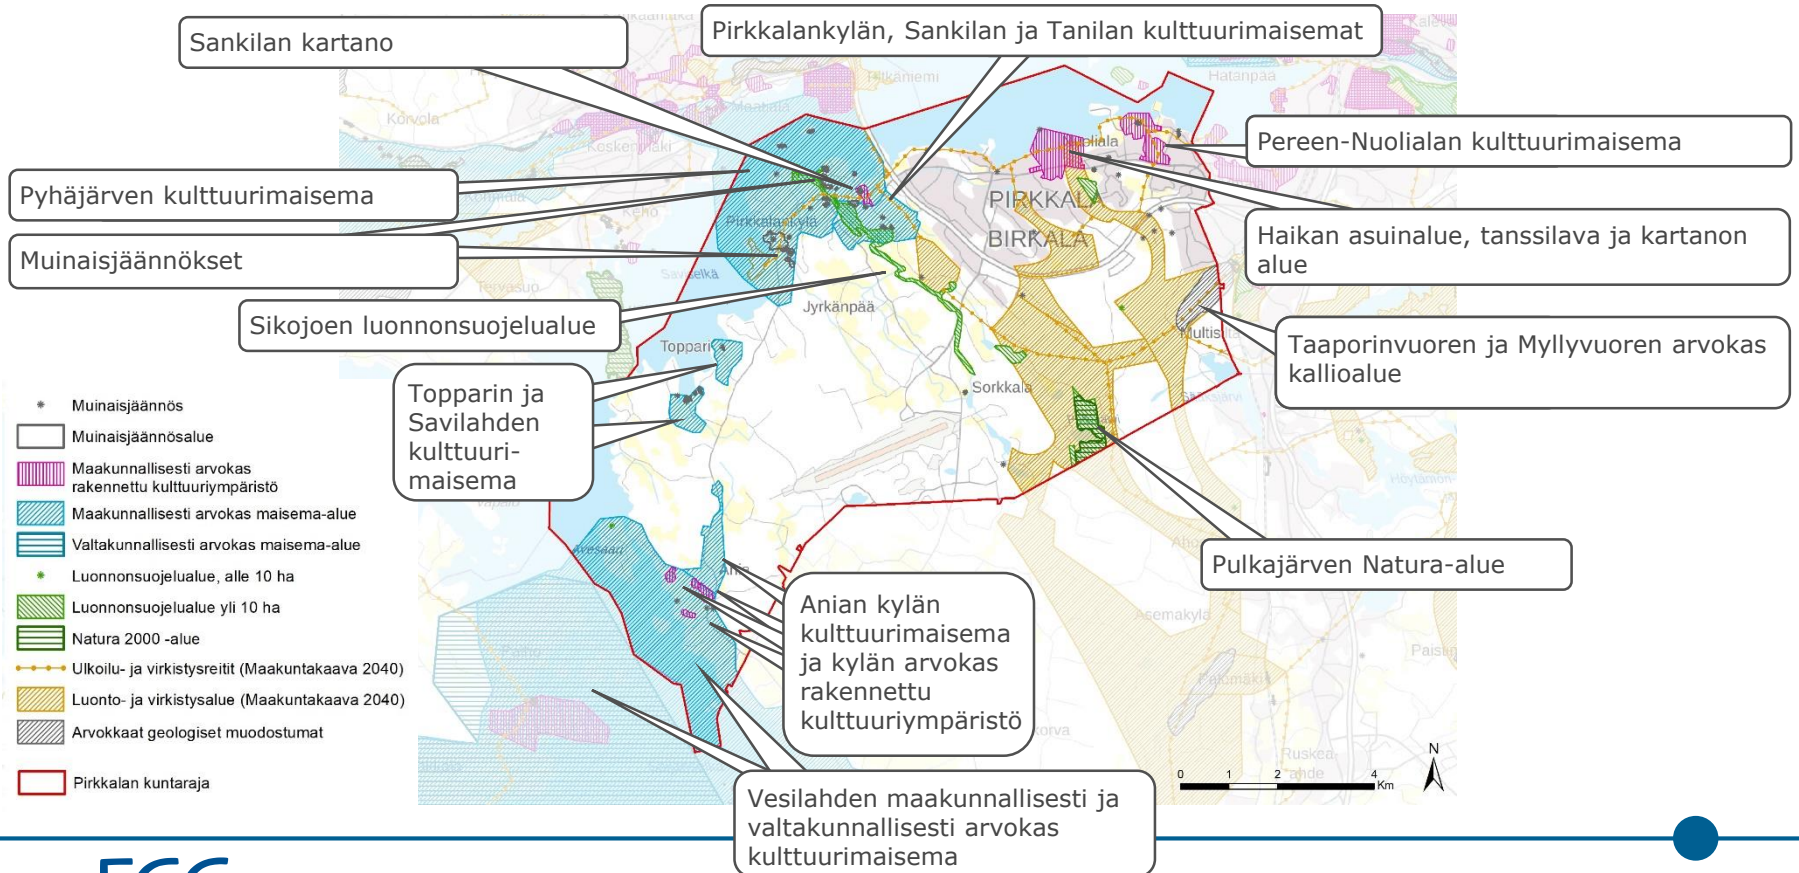 Sankilan kartano
Pirkkalankylän, Sankilan ja Tanilan kulttuurimaisemat
Pereen-Nuolialan kulttuurimaisema
Pyhäjärven kulttuurimaisema
Muinaisjäännökset
Haikan asuinalue, tanssilava ja kartanon
alue
Sikojoen luonnonsuojelualue
Taaporinvuoren ja Myllyvuoren arvokas
kallioalue
Topparin ja
Savilahden
kulttuuri-
maisema
Pulkajärven Natura-alue
Anian kylän
kulttuurimaisema
ja kylän arvokas
rakennettu
kulttuuriympäristö
Vesilahden maakunnallisesti ja
valtakunnallisesti arvokas
kulttuurimaisema
Korvola
Hatanpää
Pirkkalankylä
PIRKKALA
BIRKALA
Tervasuo
Jyrkänpää
Toppari
Sorkkala
Asemakylä
Muinaisjäännös
Muinaisjäännösalue
Maakunnallisesti arvokas
rakennettu kulttuuriympäristö
Maakunnallisesti arvokas maisema-alue
Valtakunnallisesti arvokas maisema-alue
Luonnonsuojelualue, alle 10 ha
Luonnonsuojelualue yli 10 ha
Natura 2000 -alue
Ulkoilu- ja virkistysreitit (Maakuntakaava 2040)
Luonto- ja virkistysalue (Maakuntakaava 2040)
Arvokkaat geologiset muodostumat
Pirkkalan kuntaraja
N
0 1 2 4
Km